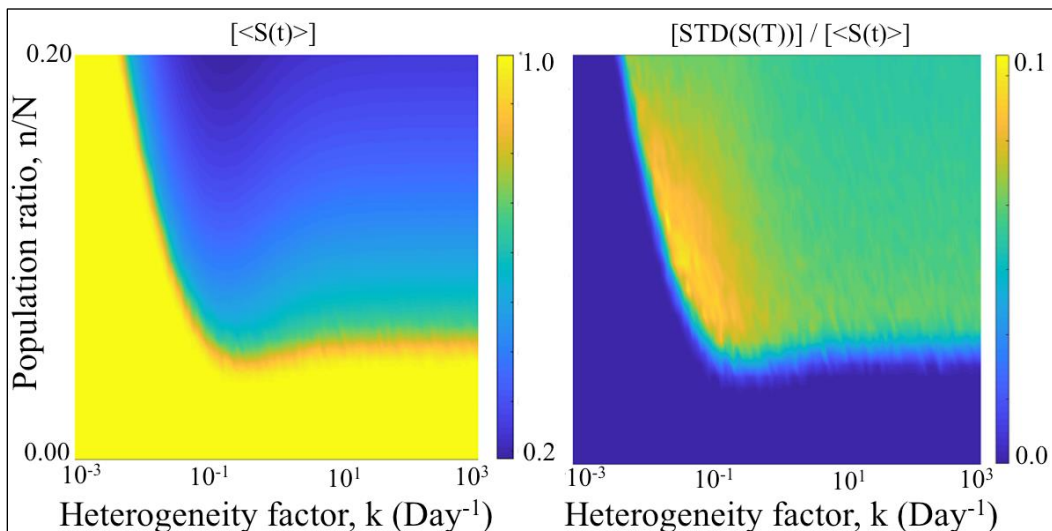 [<S(t)>]
[STD(S(T))] / [<S(t)>]
0.20
1.0
0.1
Population ratio, n/N
0.00
0.2
0.0
10-3
10-1
101
103
10-3
10-1
101
103
Heterogeneity factor, k (Day-1)
Heterogeneity factor, k (Day-1)